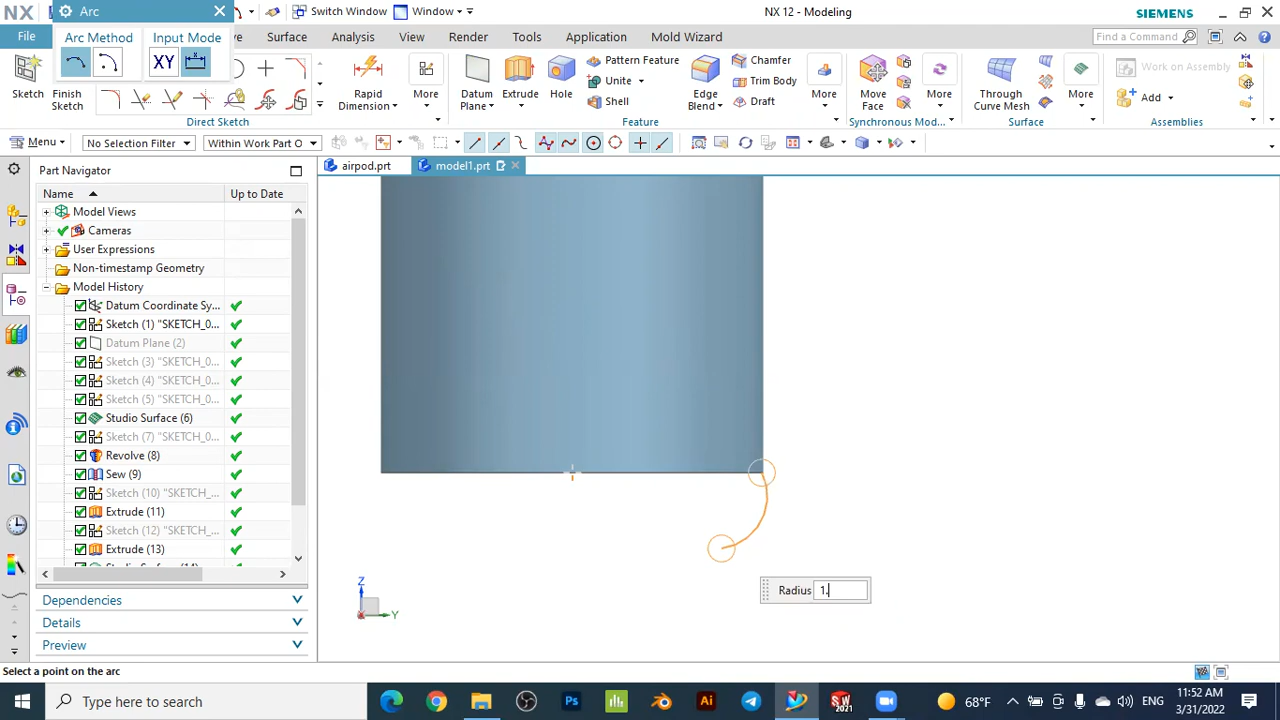 NX
Arc
Switch Window
Window
NX 12 - Modeling
SIEMENS
File
Surface
Analysis
View
Render
Tools
Application
Mold Wizard
Find a Command
Arc Method
Input Mode
XY
Sketch
Finish Sketch
Rapid Dimension
More
Direct Sketch
Datum Plane
Extrude
Hole
Pattern Feature
Unite
Shell
Edge Blend
Chamfer
Trim Body
Draft
More
Feature
Move Face
More
Synchronous Mod...
Through Curve Mesh
More
Surface
Work on Assembly
Add
Assemblies
Menu
No Selection Filter
Within Work Part O
Part Navigator
airpod.prt
model1.prt
Name
Up to Date
Model Views
Cameras
User Expressions
Non-timestamp Geometry
Model History
Datum Coordinate Sy...
Sketch (1) "SKETCH_0...
Datum Plane (2)
Sketch (3) "SKETCH_0...
Sketch (4) "SKETCH_0...
Sketch (5) "SKETCH_0...
Studio Surface (6)
Sketch (7) "SKETCH_0...
Revolve (8)
Sew (9)
Sketch (10) "SKETCH_...
Extrude (11)
Sketch (12) "SKETCH_...
Extrude (13)
Dependencies
Details
Preview
Z
X
Y
Radius 1.
Select a point on the arc
Type here to search
Ps
Ai
SW
2021
68°F
ENG
11:52 AM
3/31/2022